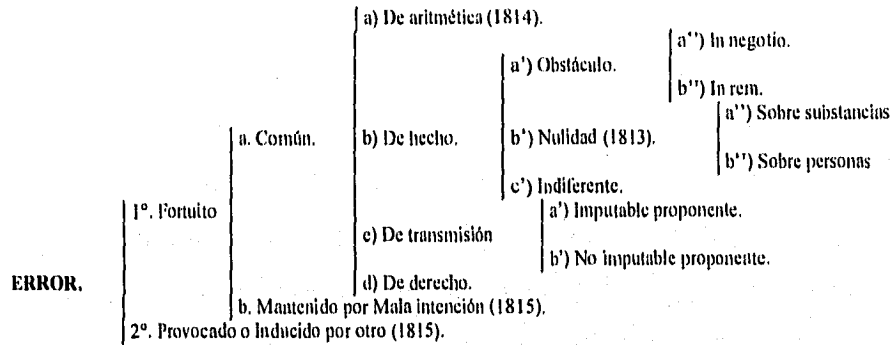 a) De aritmética (1814).
a'') In negotio.
a') Obstáculo.
b'') In rem.
a'') Sobre substancias
a. Común.
b) De hecho.
b') Nulidad (1813).
b'') Sobre personas
c') Indiferente.
1°. Fortuito
a') Imputable proponente.
c) De transmisión
b') No imputable proponente.
ERROR.
d) De derecho.
b. Mantenido por Mala intención (1815).
2°. Provocado o Inducido por otro (1815).